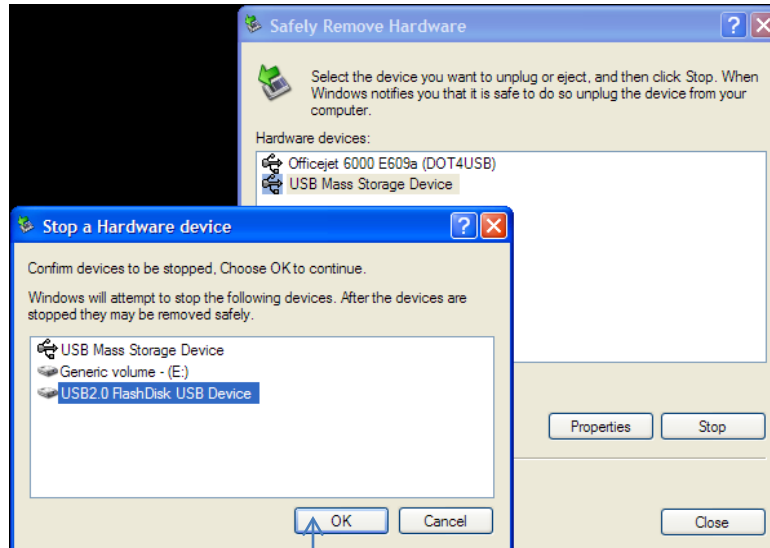 Safely Remove Hardware
Select the device you want to unplug or eject, and then click Stop. When
Windows notifies you that it is safe to do so unplug the device from your
computer.
Hardware devices:
Officejet 6000 E609a (DOT4USB)
USB Mass Storage Device
Properties
Stop
Close
Stop a Hardware device
Confirm devices to be stopped, Choose OK to continue.
Windows will attempt to stop the following devices. After the devices are
stopped they may be removed safely.
USB Mass Storage Device
Generic volume - (E:)
USB2.0 FlashDisk USB Device
OK
Cancel